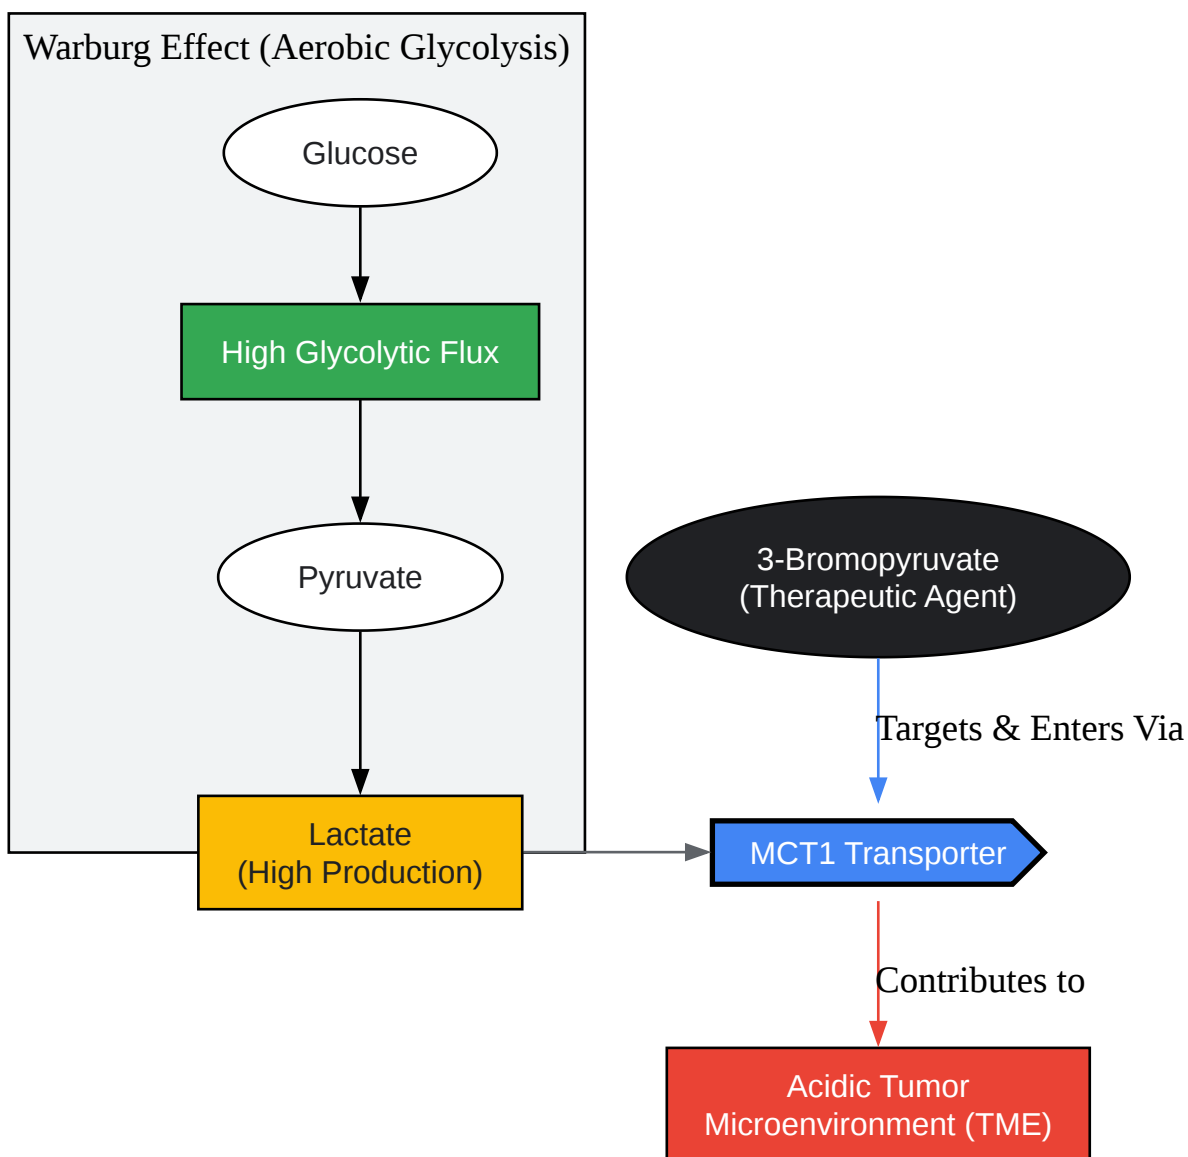 Warburg Effect (Aerobic Glycolysis)
Glucose
High Glycolytic Flux
Pyruvate
3-Bromopyruvate
(Therapeutic Agent)
Targets & Enters Via
Lactate
(High Production)
MCT1 Transporter
Contributes to
Acidic Tumor
Microenvironment (TME)